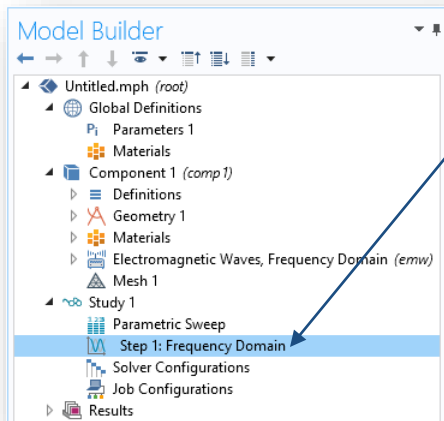 Model Builder
Untitled.mph (root)
Global Definitions
Pi Parameters 1
Materials
Component 1 (comp1)
Definitions
Geometry 1
Materials
Electromagnetic Waves, Frequency Domain (emw)
Mesh 1
Study 1
Parametric Sweep
Step 1: Frequency Domain
Solver Configurations
Job Configurations
Results